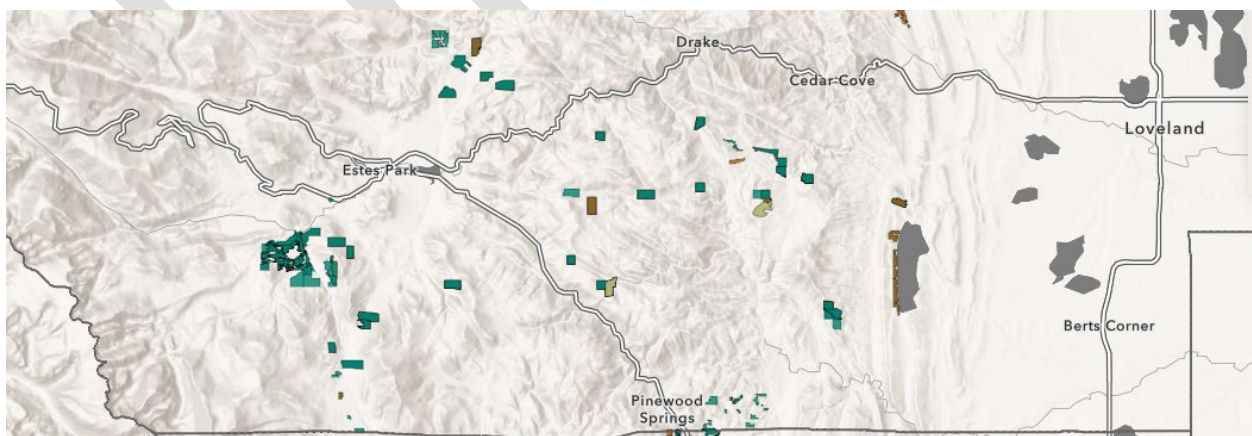 Drake
Cedar Cove
Loveland
Estes Park
Berts Corner
Pinewood
Springs